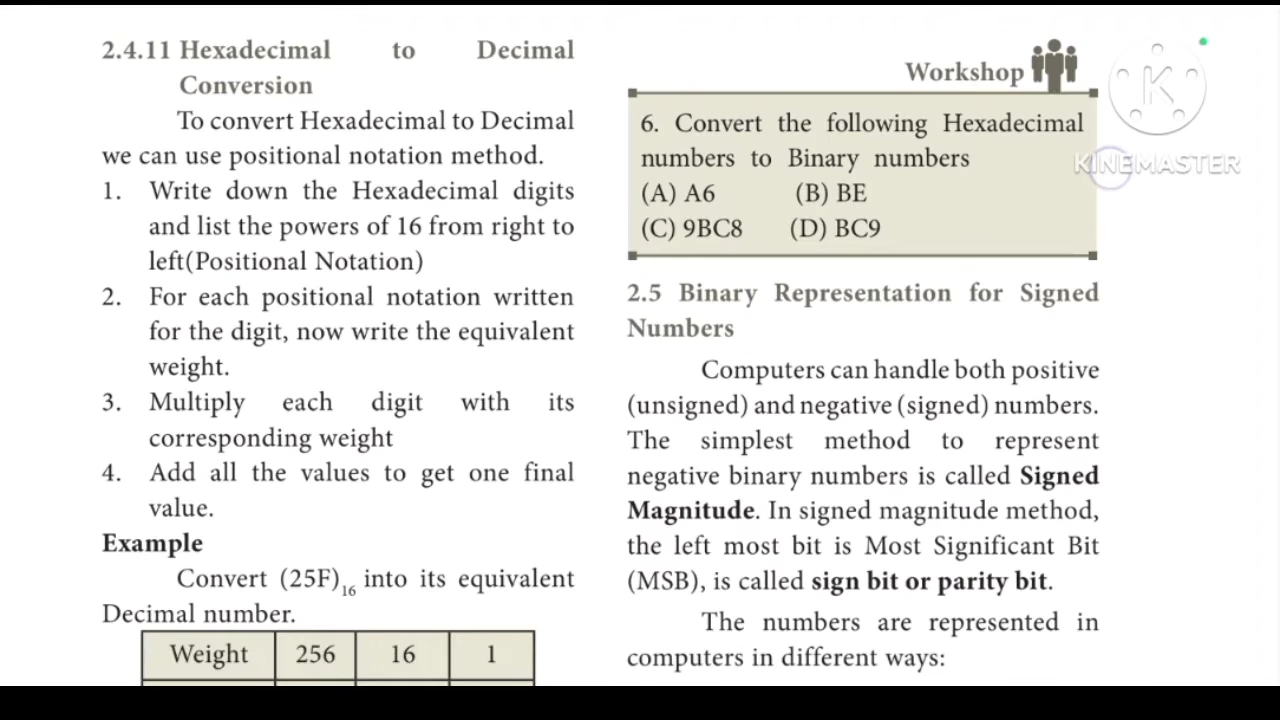 2.4.11 Hexadecimal to Decimal
Conversion
To convert Hexadecimal to Decimal
we can use positional notation method.
1. Write down the Hexadecimal digits
and list the powers of 16 from right to
left(Positional Notation)
2. For each positional notation written
for the digit, now write the equivalent
weight.
3. Multiply each digit with its
corresponding weight
4. Add all the values to get one final
value.
Example
Convert (25F)16 into its equivalent
Decimal number.
Weight 256 16 1
Workshop
6. Convert the following Hexadecimal
numbers to Binary numbers
(A) A6 (B) BE
(C) 9BC8 (D) BC9
2.5 Binary Representation for Signed
Numbers
Computers can handle both positive
(unsigned) and negative (signed) numbers.
The simplest method to represent
negative binary numbers is called Signed
Magnitude. In signed magnitude method,
the left most bit is Most Significant Bit
(MSB), is called sign bit or parity bit.
The numbers are represented in
computers in different ways:
K
KINEMASTER